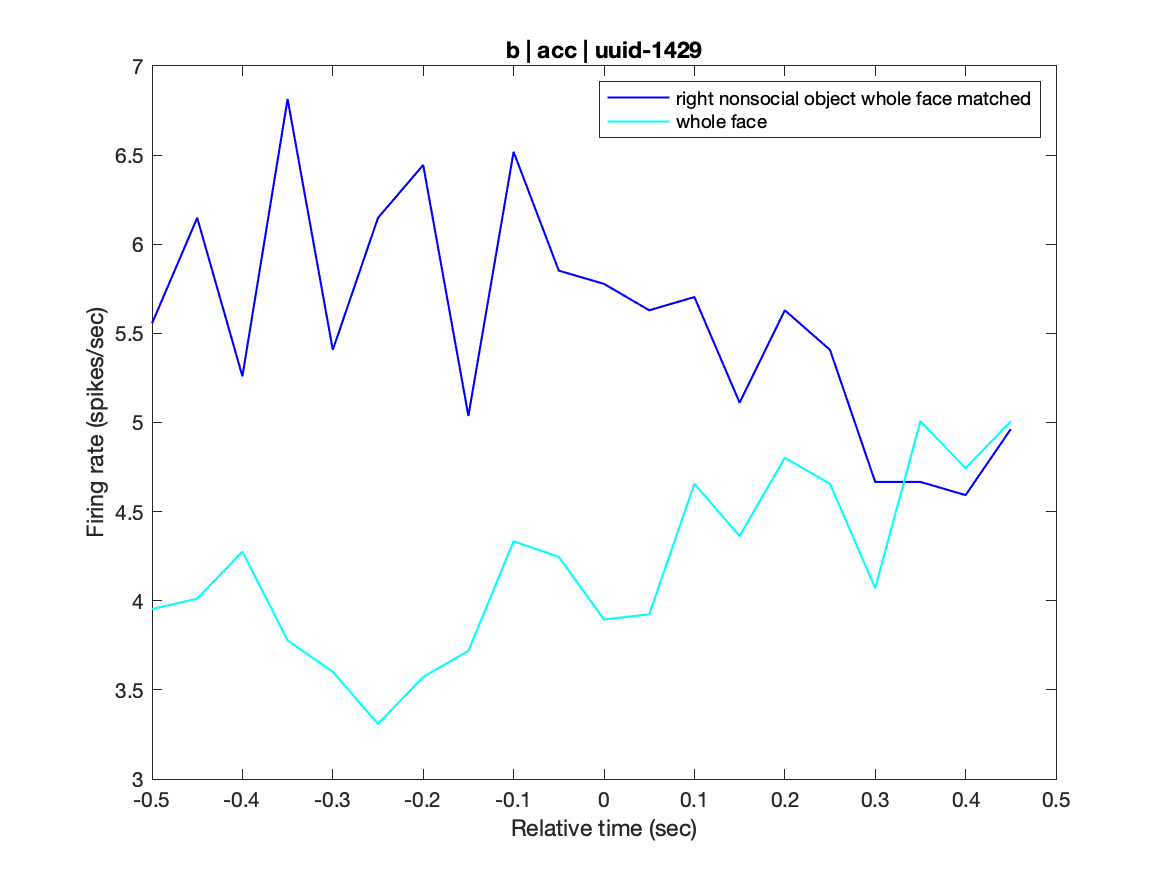 b | acc | uuid-1429
right nonsocial object whole face matched
whole face
Firing rate (spikes/sec)
7
6.5
6
5.5
5
4.5
4
3.5
3
-0.5 -0.4 -0.3 -0.2 -0.1 0 0.1 0.2 0.3 0.4 0.5
Relative time (sec)